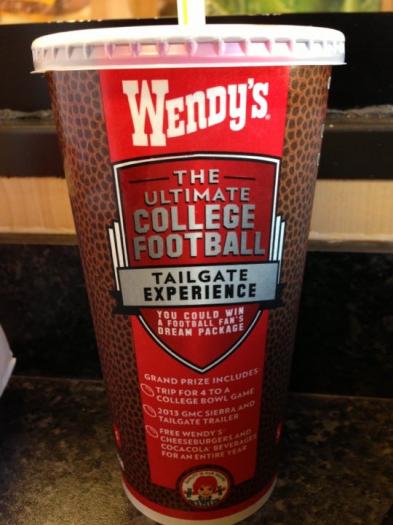 WENDY'S
THE
ULTIMATE
COLLEGE
FOOTBALL
TAILGATE
EXPERIENCE
YOU COULD WIN
A FOOTBALL FAN'S
DREAM PACKAGE
GRAND PRIZE INCLUDES
TRIP FOR 4 TO A
COLLEGE BOWL GAME
2013 GMC SIERRA AND
TAILGATE TRAILER
FREE WENDY'S
CHEESEBURGERS AND
COCA-COLA BEVERAGES
FOR AN ENTIRE YEAR